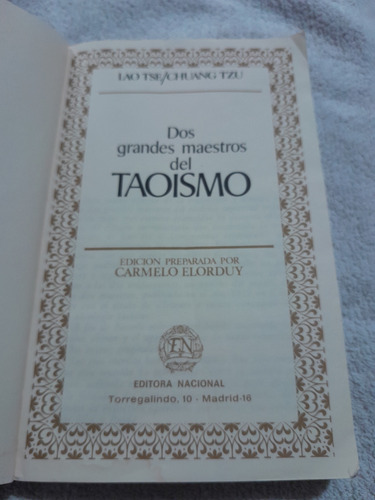 LAO TSE/CHUANG TZU
Dos
grandes maestros
del
TAOISMO
EDICION PREPARADA POR
CARMELO ELORDUY
EN
EDITORA NACIONAL
Torregalindo, 10 - Madrid-16